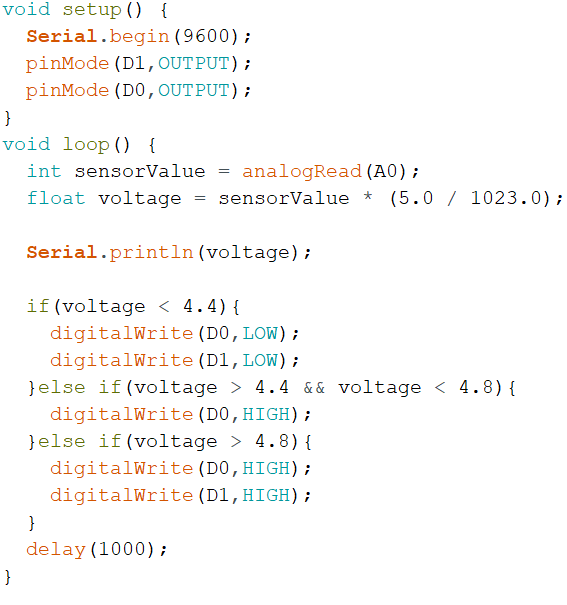 void setup() {
  Serial.begin(9600);
  pinMode(D1,OUTPUT);
  pinMode(D0,OUTPUT);
}
void loop() {
  int sensorValue = analogRead(A0);
  float voltage = sensorValue * (5.0 / 1023.0);

  Serial.println(voltage);

  if(voltage < 4.4){
    digitalWrite(D0,LOW);
    digitalWrite(D1,LOW);
  }else if(voltage > 4.4 && voltage < 4.8){
    digitalWrite(D0,HIGH);
  }else if(voltage > 4.8){
    digitalWrite(D0,HIGH);
    digitalWrite(D1,HIGH);
  }
  delay(1000);
}